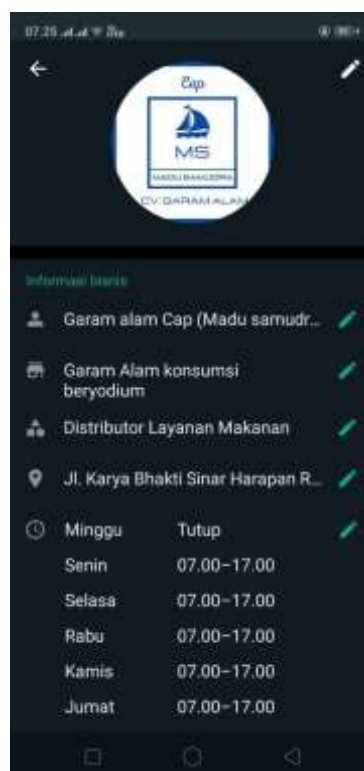 07.25
Cap
MS
CV. GARAM ALAM
Informasi bisnis
Garam alam Cap (Madu samudr...
Garam Alam konsumsi
beryodium
Distributor Layanan Makanan
Jl. Karya Bhakti Sinar Harapan R...
Minggu Tutup
Senin 07.00–17.00
Selasa 07.00–17.00
Rabu 07.00–17.00
Kamis 07.00–17.00
Jumat 07.00–17.00